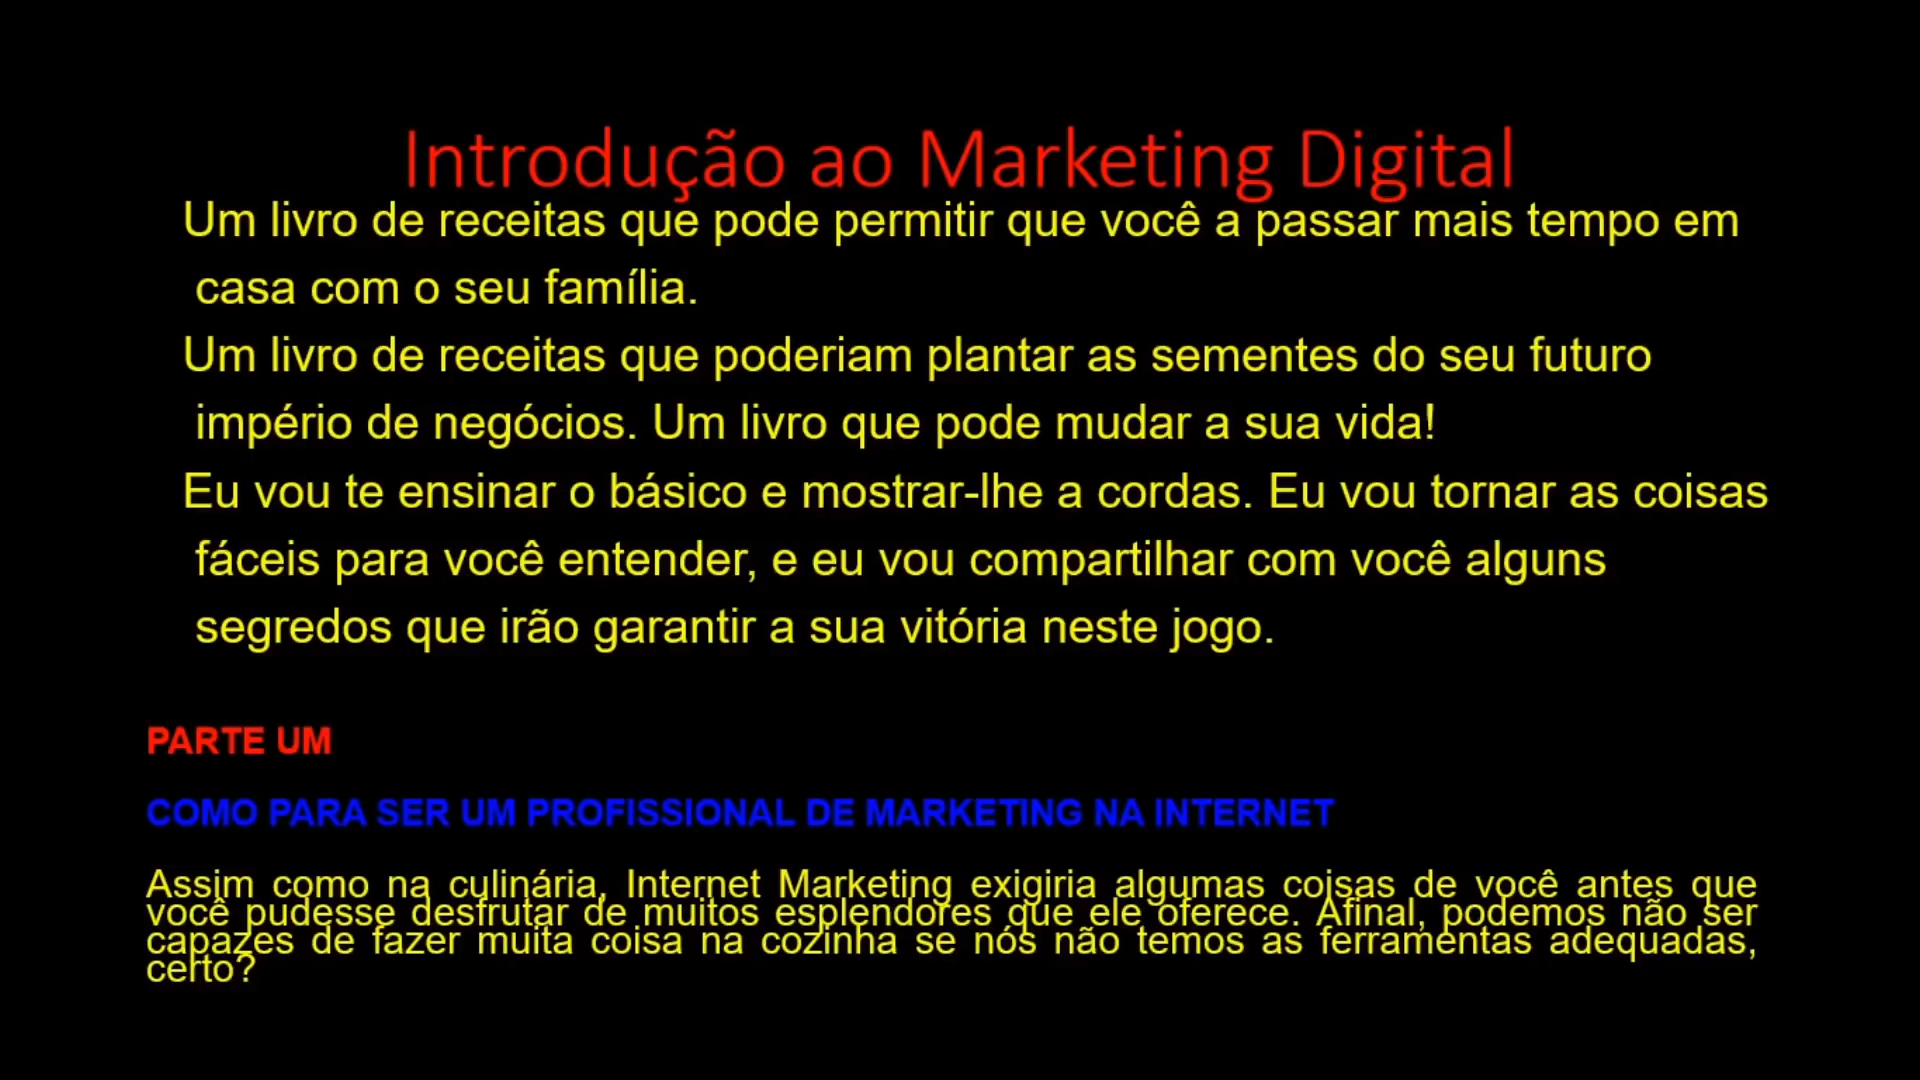 Introdução ao Marketing Digital
Um livro de receitas que pode permitir que você a passar mais tempo em
casa com o seu família.
Um livro de receitas que poderiam plantar as sementes do seu futuro
império de negócios. Um livro que pode mudar a sua vida!
Eu vou te ensinar o básico e mostrar-lhe a cordas. Eu vou tornar as coisas
fáceis para você entender, e eu vou compartilhar com você alguns
segredos que irão garantir a sua vitória neste jogo.
PARTE UM
COMO PARA SER UM PROFISSIONAL DE MARKETING NA INTERNET
Assim como na culinária, Internet Marketing exigiria algumas coisas de você antes que
você pudesse desfrutar de muitos esplendores que ele oferece. Afinal, podemos não ser
capazes de fazer muita coisa na cozinha se nós não temos as ferramentas adequadas,
certo?